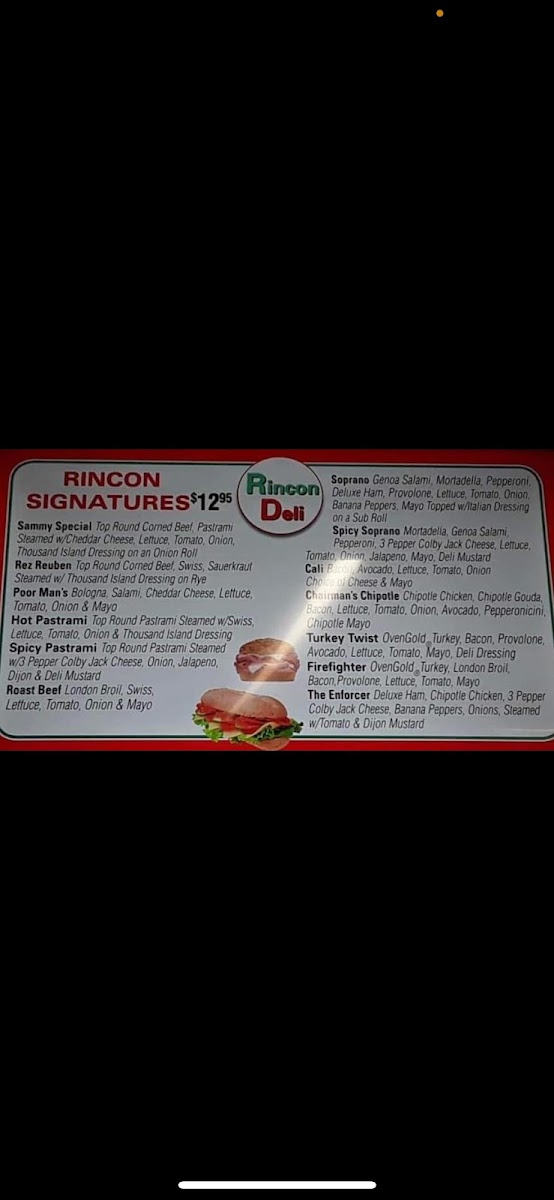 RINCON
SIGNATURES $12.95
Sammy Special Top Round Corned Beef, Pastrami
Steamed w/Cheddar Cheese, Lettuce, Tomato, Onion,
Thousand Island Dressing on an Onion Roll
Rez Reuben Top Round Corned Beef, Swiss, Sauerkraut
Steamed w/ Thousand Island Dressing on Rye
Poor Man's Bologna, Salami, Cheddar Cheese, Lettuce,
Tomato, Onion & Mayo
Hot Pastrami Top Round Pastrami Steamed w/Swiss,
Lettuce, Tomato, Onion & Thousand Island Dressing
Spicy Pastrami Top Round Pastrami Steamed
w/3 Pepper Colby Jack Cheese, Onion, Jalapeno,
Dijon & Deli Mustard
Roast Beef London Broil, Swiss,
Lettuce, Tomato, Onion & Mayo
Rincon
Deli
Soprano Genoa Salami, Mortadella, Pepperoni,
Deluxe Ham, Provolone, Lettuce, Tomato, Onion,
Banana Peppers, Mayo Topped w/Italian Dressing
on a Sub Roll
Spicy Soprano Mortadella, Genoa Salami,
Pepperoni, 3 Pepper Colby Jack Cheese, Lettuce,
Tomato, Onion, Jalapeno, Mayo, Deli Mustard
Cali Bacon, Avocado, Lettuce, Tomato, Onion
Choice of Cheese & Mayo
Chairman's Chipotle Chipotle Chicken, Chipotle Gouda,
Bacon, Lettuce, Tomato, Onion, Avocado, Pepperonicini,
Chipotle Mayo
Turkey Twist OvenGold® Turkey, Bacon, Provolone,
Avocado, Lettuce, Tomato, Mayo, Deli Dressing
Firefighter OvenGold® Turkey, London Broil,
Bacon,Provolone, Lettuce, Tomato, Mayo
The Enforcer Deluxe Ham, Chipotle Chicken, 3 Pepper
Colby Jack Cheese, Banana Peppers, Onions, Steamed
w/Tomato & Dijon Mustard